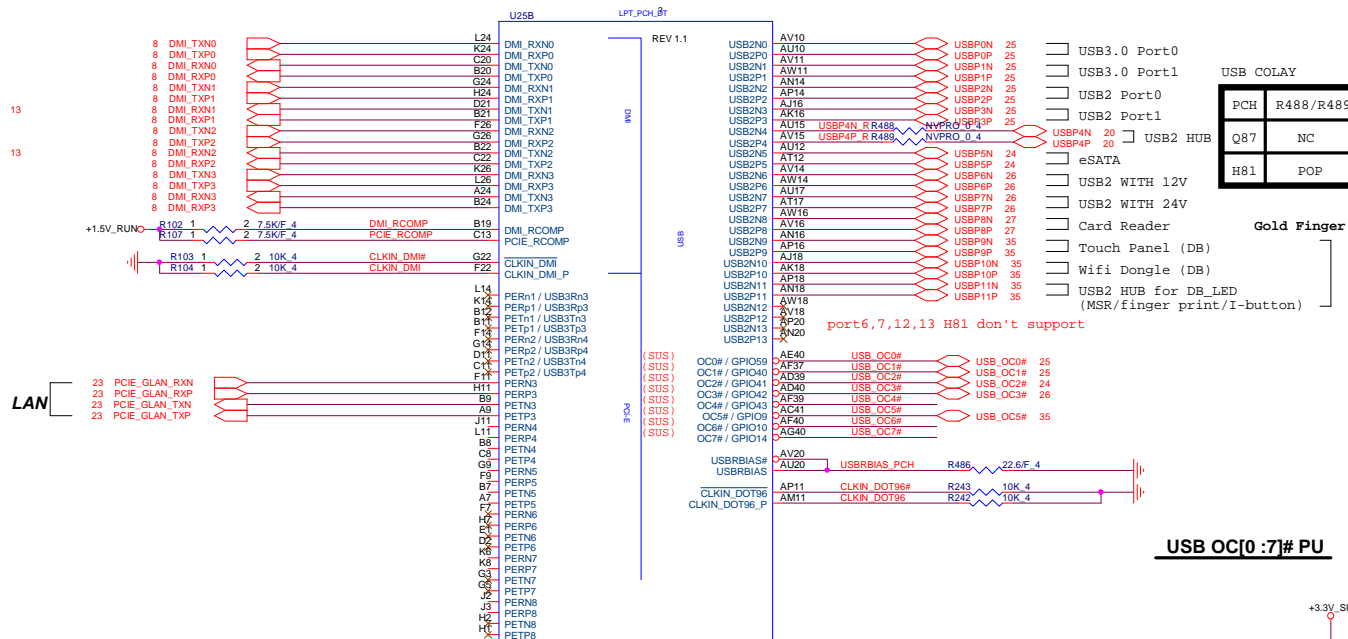 U25B LPT_PCH_DT 3
REV 1.1
DMI
USB
PCI-E
8 DMI_TXN0 L24 DMI_RXN0
8 DMI_TXP0 K24 DMI_RXP0
8 DMI_RXN0 C20 DMI_TXN0
8 DMI_RXP0 B20 DMI_TXP0
8 DMI_TXN1 G24 DMI_RXN1
8 DMI_TXP1 H24 DMI_RXP1
13 8 DMI_RXN1 D21 DMI_TXN1
8 DMI_RXP1 B21 DMI_TXP1
8 DMI_TXN2 F26 DMI_RXN2
8 DMI_TXP2 G26 DMI_RXP2
13 8 DMI_RXN2 B22 DMI_TXN2
8 DMI_RXP2 C22 DMI_TXP2
8 DMI_TXN3 K26 DMI_RXN3
8 DMI_TXP3 L26 DMI_RXP3
8 DMI_RXN3 A24 DMI_TXN3
8 DMI_RXP3 B24 DMI_TXP3
+1.5V_RUN R102 1 2 7.5K/F_4 DMI_RCOMP B19 DMI_RCOMP
R107 1 2 7.5K/F_4 PCIE_RCOMP C13 PCIE_RCOMP
R103 1 2 10K_4 CLKIN_DMI# G22 CLKIN_DMI
R104 1 2 10K_4 CLKIN_DMI F22 CLKIN_DMI_P
L14 PERn1 / USB3Rn3
K14 PERp1 / USB3Rp3
B12 PETn1 / USB3Tn3
B11 PETp1 / USB3Tp3
F14 PERn2 / USB3Rn4
G14 PERp2 / USB3Rp4
D11 PETn2 / USB3Tn4
C11 PETp2 / USB3Tp4
LAN
23 PCIE_GLAN_RXN F11 PERN3
23 PCIE_GLAN_RXP H11 PERP3
23 PCIE_GLAN_TXN B9 PETN3
23 PCIE_GLAN_TXP A9 PETP3
J11 PERN4
L11 PERP4
B8 PETN4
C8 PETP4
G9 PERN5
F9 PERP5
B7 PETN5
A7 PETP5
F7 PERN6
H7 PERP6
E1 PETN6
D2 PETP6
K6 PERN7
K8 PERP7
G3 PETN7
G5 PETP7
J2 PERN8
J3 PERP8
H2 PETN8
H1 PETP8
USB2N0 AV10 USBP0N 25
USB2P0 AU10 USBP0P 25
USB3.0 Port0
USB2N1 AV11 USBP1N 25
USB2P1 AW11 USBP1P 25
USB3.0 Port1
USB2N2 AN14 USBP2N 25
USB2P2 AP14 USBP2P 25
USB2 Port0
USB2N3 AJ16 USBP3N 25
USB2P3 AK16 USBP3P 25
USB2 Port1
USB2N4 AU15 USBP4N_R R488 NVPRO_0_4 USBP4N 20
USB2P4 AV15 USBP4P_R R489 NVPRO_0_4 USBP4P 20
USB2 HUB
USB2N5 AU12 USBP5N 24
USB2P5 AT12 USBP5P 24
eSATA
USB2N6 AV14 USBP6N 26
USB2P6 AW14 USBP6P 26
USB2 WITH 12V
USB2N7 AU17 USBP7N 26
USB2P7 AT17 USBP7P 26
USB2 WITH 24V
USB2N8 AW16 USBP8N 27
USB2P8 AV16 USBP8P 27
Card Reader
USB2N9 AN16 USBP9N 35
USB2P9 AP16 USBP9P 35
Touch Panel (DB)
USB2N10 AJ18 USBP10N 35
USB2P10 AK18 USBP10P 35
Wifi Dongle (DB)
USB2N11 AP18 USBP11N 35
USB2P11 AN18 USBP11P 35
USB2 HUB for DB_LED
(MSR/finger print/I-button)
Gold Finger
USB2N12 AW18
USB2P12 AV18
USB2N13 AP20
USB2P13 AN20
port6,7,12,13 H81 don't support
USB COLAY
PCH R488/R489
Q87 NC
H81 POP
(SUS) OC0# / GPIO59 AE40 USB_OC0# USB_OC0# 25
(SUS) OC1# / GPIO40 AF37 USB_OC1# USB_OC1# 25
(SUS) OC2# / GPIO41 AD39 USB_OC2# USB_OC2# 24
(SUS) OC3# / GPIO42 AD40 USB_OC3# USB_OC3# 26
(SUS) OC4# / GPIO43 AF39 USB_OC4#
(SUS) OC5# / GPIO9 AC41 USB_OC5# USB_OC5# 35
(SUS) OC6# / GPIO10 AF40 USB_OC6#
(SUS) OC7# / GPIO14 AG40 USB_OC7#
USBRBIAS# AV20
USBRBIAS AU20 USBRBIAS_PCH R486 22.6/F_4
CLKIN_DOT96 AP11 CLKIN_DOT96# R243 10K_4
CLKIN_DOT96_P AM11 CLKIN_DOT96 R242 10K_4
USB OC[0 :7]# PU